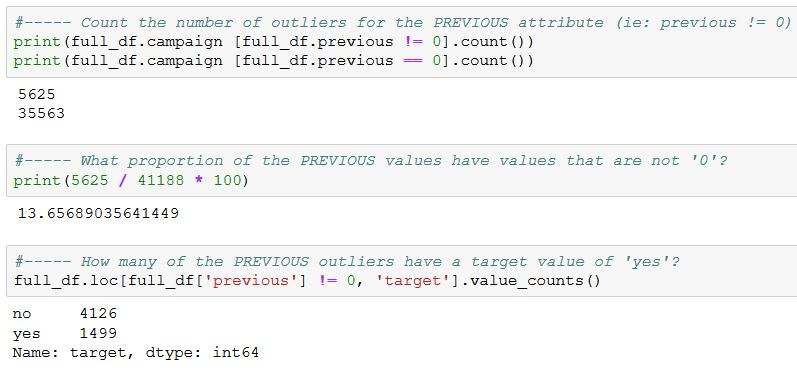 #----- Count the number of outliers for the PREVIOUS attribute (ie: previous != 0)
print(full_df.campaign [full_df.previous != 0].count())
print(full_df.campaign [full_df.previous == 0].count())
5625
35563
#----- What proportion of the PREVIOUS values have values that are not '0'?
print(5625 / 41188 * 100)
13.65689035641449
#----- How many of the PREVIOUS outliers have a target value of 'yes'?
full_df.loc[full_df['previous'] != 0, 'target'].value_counts()
no     4126
yes    1499
Name: target, dtype: int64